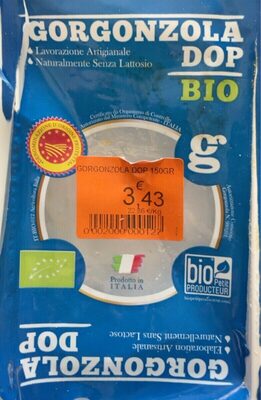 GORGONZOLA
DOP
BIO
• Lavorazione Artigianale
• Naturalmente Senza Lattosio
g
GORGONZOLA DOP 150GR
€
3,43
Prodotto in
ITALIA
bio
Petit
PRODUCTEUR
• Elaboration Artisanale
• Naturellement Sans Lactose
GORGONZOLA
DOP